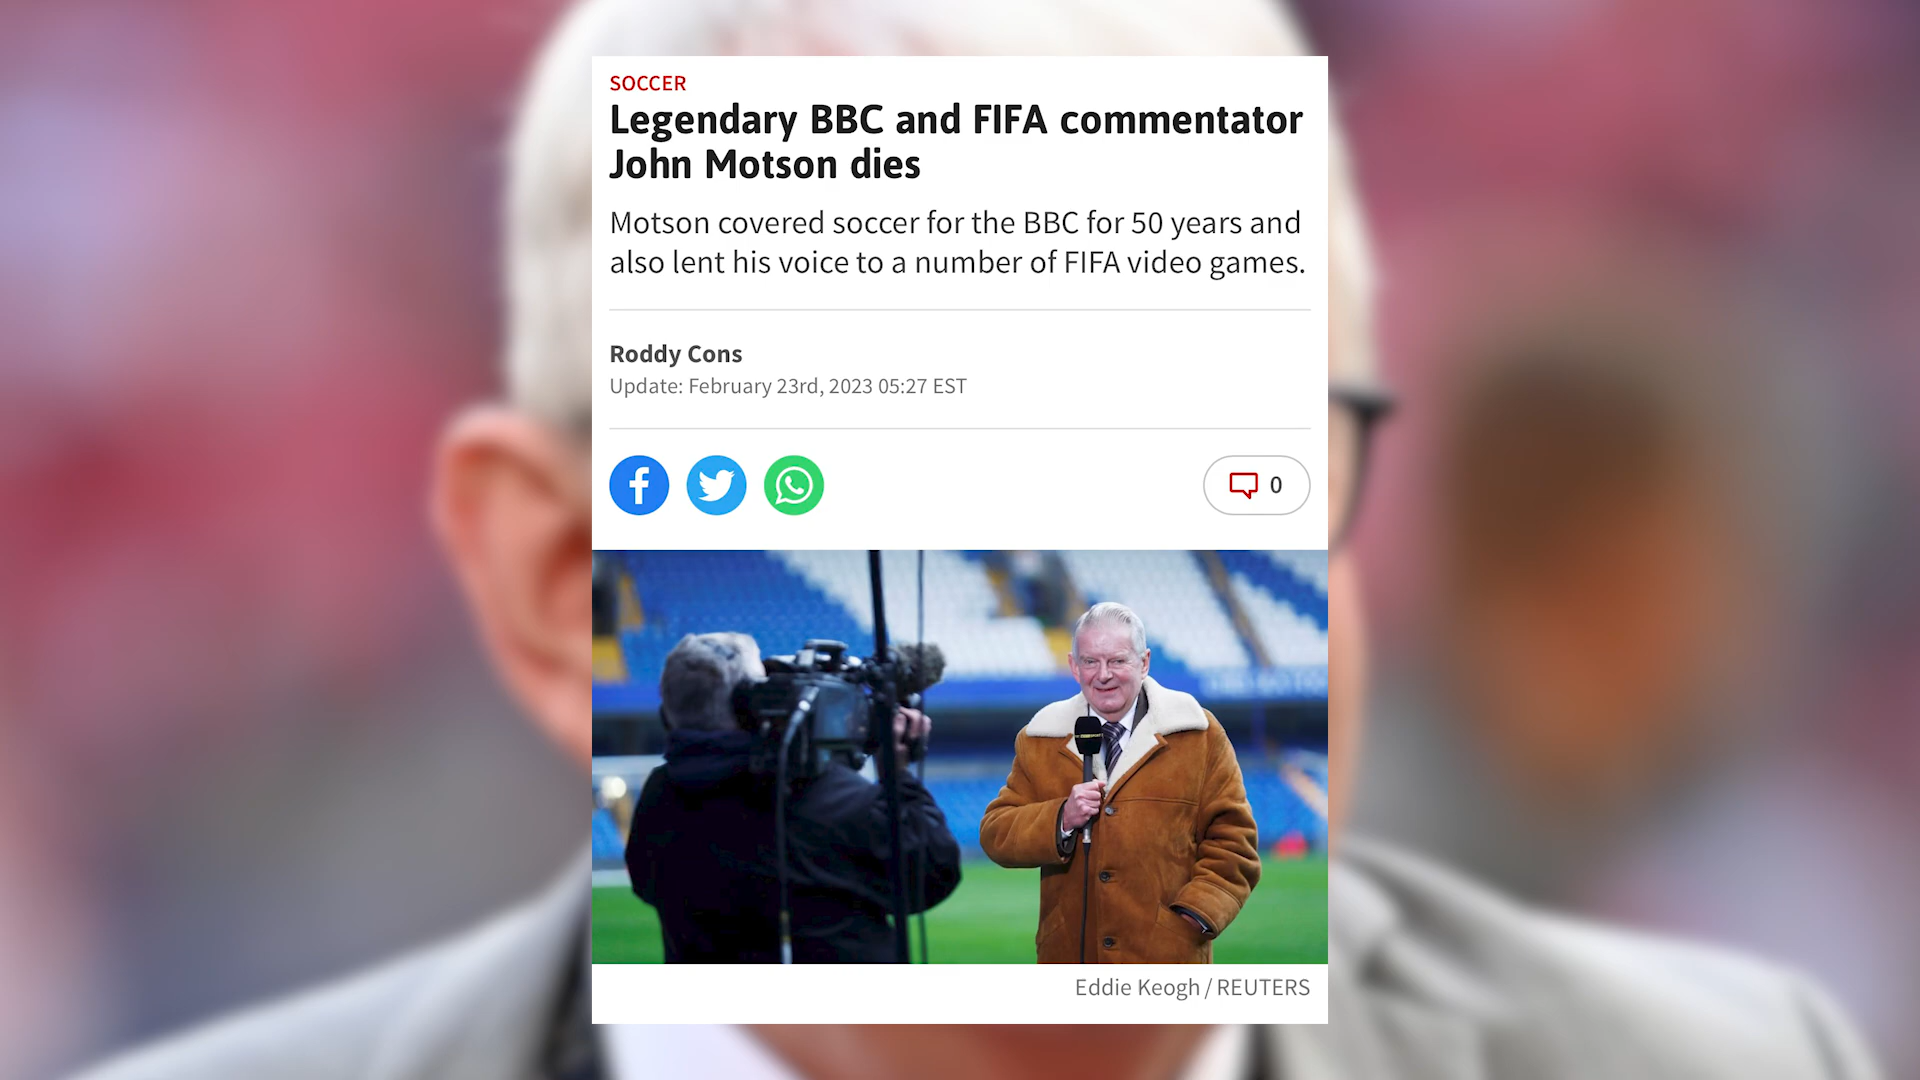 SOCCER
Legendary BBC and FIFA commentator
John Motson dies
Motson covered soccer for the BBC for 50 years and
also lent his voice to a number of FIFA video games.
Roddy Cons
Update: February 23rd, 2023 05:27 EST
0
Eddie Keogh / REUTERS